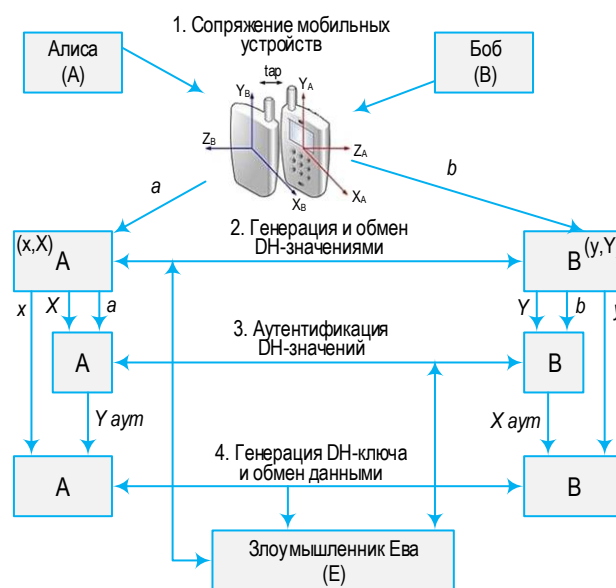 1. Сопряжение мобильных
устройств
Алиса
(A)
Боб
(B)
tap
Y_B
Y_A
Z_B
Z_A
X_B
X_A
a
b
2. Генерация и обмен
DH-значениями
(x,X)
A
B
(y,Y
x
X
a
Y
b
y
3. Аутентификация
DH-значений
A
B
Y аут
X аут
4. Генерация DH-ключа
и обмен данными
A
B
Злоумышленник Ева
(E)